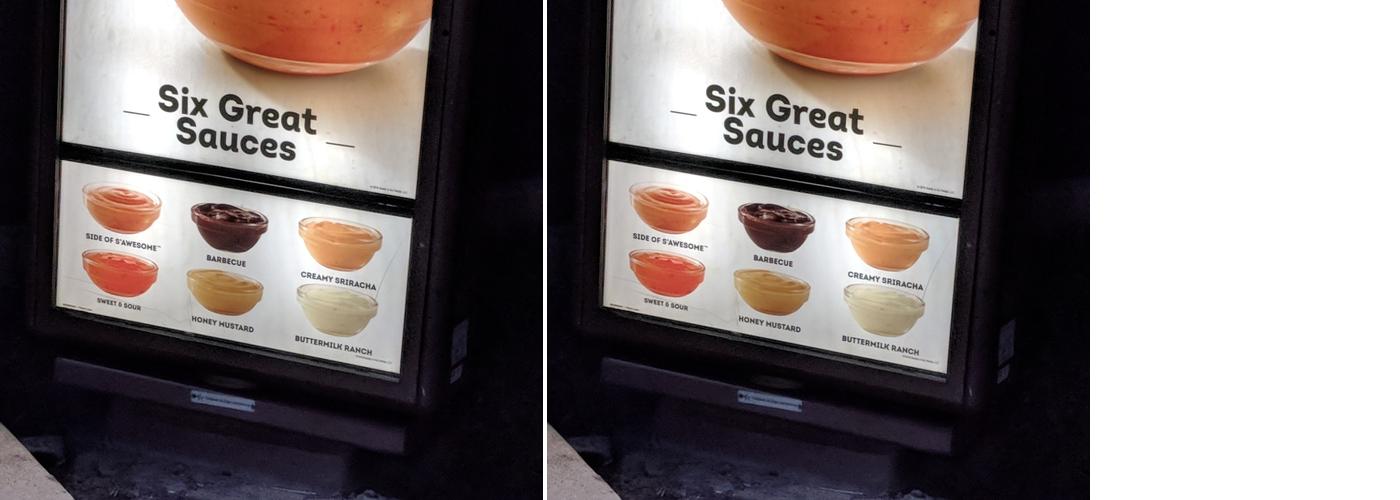 Six Great
Sauces
SIDE OF S'AWESOME™
BARBECUE
CREAMY SRIRACHA
SWEET & SOUR
HONEY MUSTARD
BUTTERMILK RANCH
Six Great
Sauces
SIDE OF S'AWESOME™
BARBECUE
CREAMY SRIRACHA
SWEET & SOUR
HONEY MUSTARD
BUTTERMILK RANCH